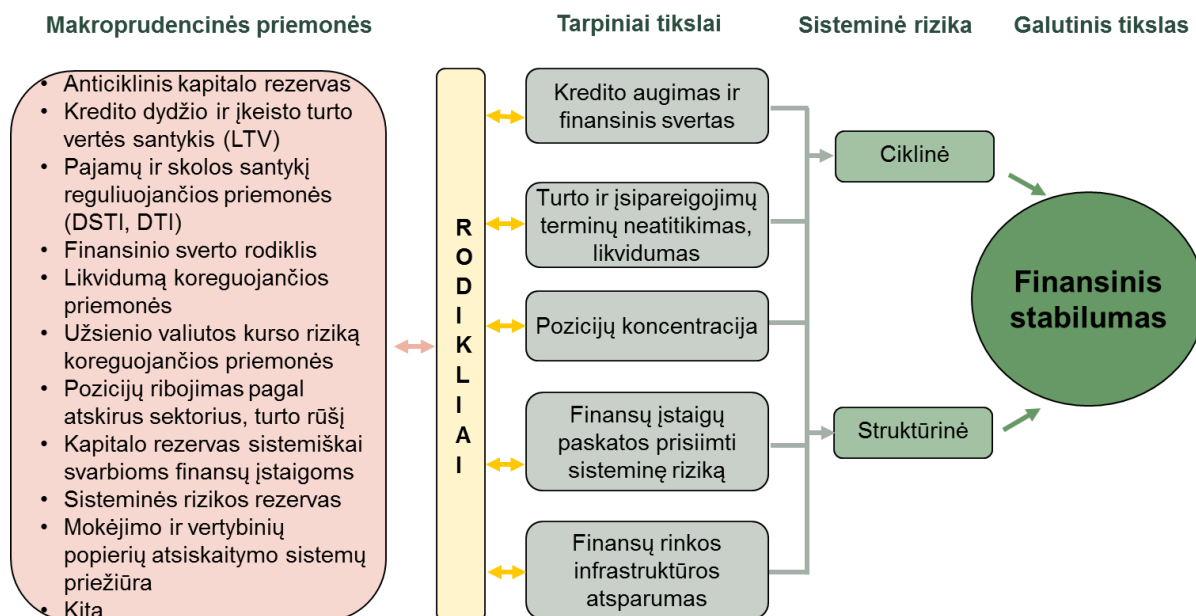 Makroprudencinės priemonės
Tarpiniai tikslai
Sisteminė rizika
Galutinis tikslas
• Anticiklinis kapitalo rezervas
• Kredito dydžio ir įkeisto turto
vertės santykis (LTV)
• Pajamų ir skolos santykį
reguliuojančios priemonės
(DSTI, DTI)
• Finansinio sverto rodiklis
• Likvidumą koreguojančios
priemonės
• Užsienio valiutos kurso riziką
koreguojančios priemonės
• Pozicijų ribojimas pagal
atskirus sektorius, turto rūšį
• Kapitalo rezervas sistemiškai
svarbioms finansų įstaigoms
• Sisteminės rizikos rezervas
• Mokėjimo ir vertybinių
popierių atsiskaitymo sistemų
priežiūra
• Kita
R
O
D
I
K
L
I
A
I
Kredito augimas ir
finansinis svertas
Turto ir įsipareigojimų
terminų neatitikimas,
likvidumas
Pozicijų koncentracija
Finansų įstaigų
paskatos prisiimti
sisteminę riziką
Finansų rinkos
infrastruktūros
atsparumas
Ciklinė
Struktūrinė
Finansinis
stabilumas